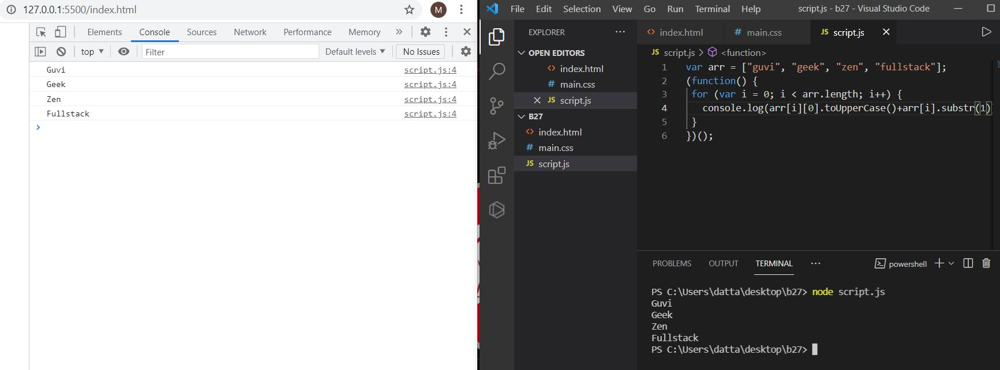 127.0.0.1:5500/index.html
M
Elements Console Sources Network Performance Memory
top Filter Default levels No Issues
Guvi script.js:4
Geek script.js:4
Zen script.js:4
Fullstack script.js:4
File Edit Selection View Go Run Terminal Help script.js - b27 - Visual Studio Code
EXPLORER
OPEN EDITORS
index.html
# main.css
JS script.js
B27
index.html
# main.css
JS script.js
index.html # main.css JS script.js
JS script.js > <function>
1 var arr = ["guvi", "geek", "zen", "fullstack"];
2 (function() {
3 for (var i = 0; i < arr.length; i++) {
4 console.log(arr[i][0].toUpperCase()+arr[i].substr(1)
5 }
6 })();
PROBLEMS OUTPUT TERMINAL ... powershell
PS C:\Users\datta\desktop\b27> node script.js
Guvi
Geek
Zen
Fullstack
PS C:\Users\datta\desktop\b27>